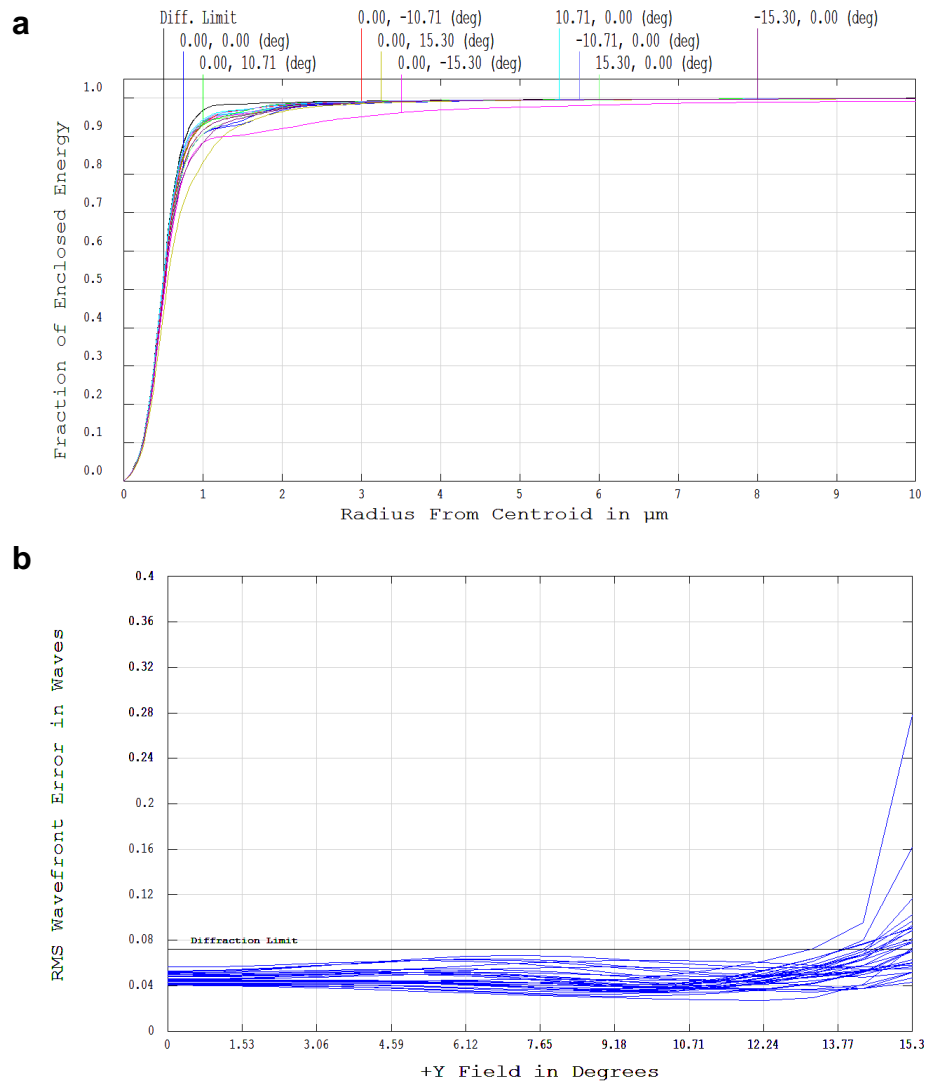 a
Diff. Limit 0.00, -10.71 (deg) 10.71, 0.00 (deg) -15.30, 0.00 (deg)
0.00, 0.00 (deg) 0.00, 15.30 (deg) -10.71, 0.00 (deg)
0.00, 10.71 (deg) 0.00, -15.30 (deg) 15.30, 0.00 (deg)
1.0
0.9
0.8
0.7
0.6
0.5
0.4
0.3
0.2
0.1
0.0
Fraction of Enclosed Energy
0 1 2 3 4 5 6 7 8 9 10
Radius From Centroid in µm
b
0.4
0.36
0.32
0.28
0.24
0.2
0.16
0.12
0.08
0.04
0
RMS Wavefront Error in Waves
Diffraction Limit
0 1.53 3.06 4.59 6.12 7.65 9.18 10.71 12.24 13.77 15.3
+Y Field in Degrees